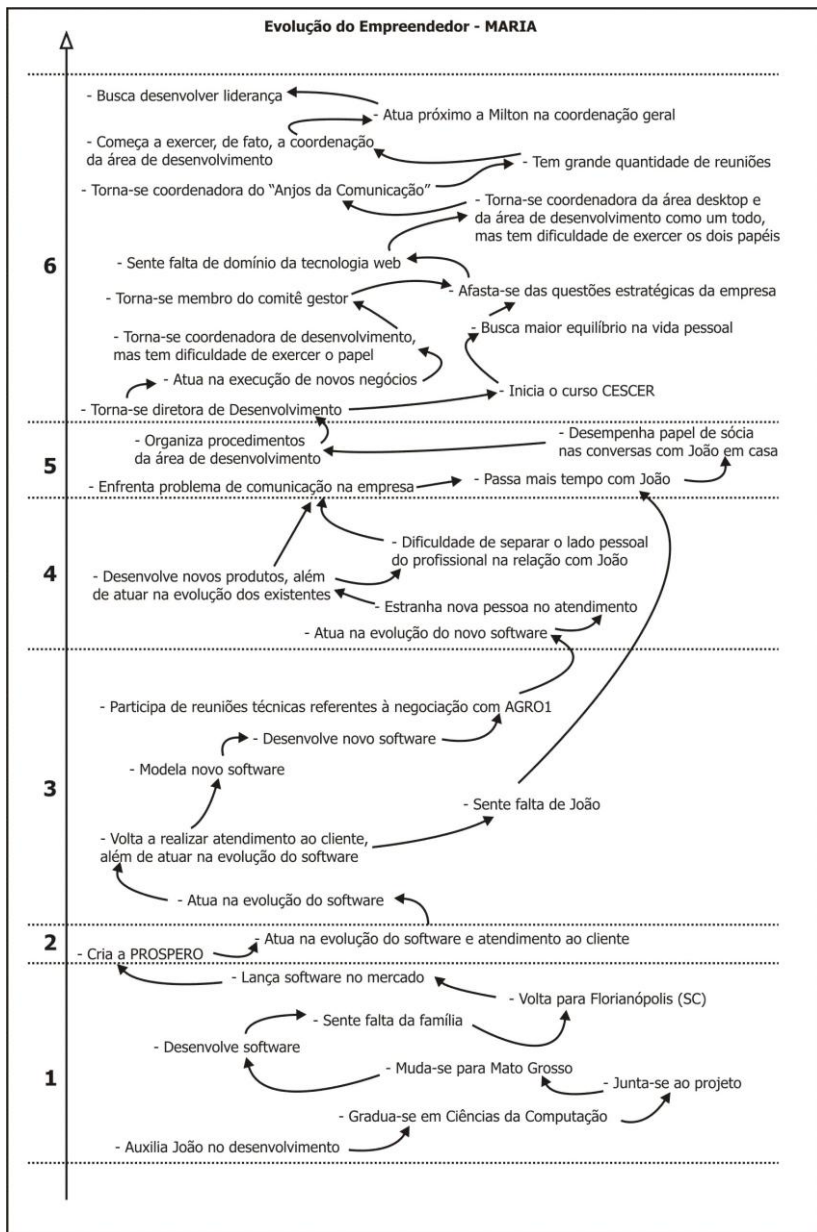 Evolução do Empreendedor - MARIA
- Busca desenvolver liderança
- Atua próximo a Milton na coordenação geral
- Começa a exercer, de fato, a coordenação
da área de desenvolvimento
- Tem grande quantidade de reuniões
- Torna-se coordenadora do “Anjos da Comunicação”
- Torna-se coordenadora da área desktop e
da área de desenvolvimento como um todo,
mas tem dificuldade de exercer os dois papéis
6
- Sente falta de domínio da tecnologia web
- Afasta-se das questões estratégicas da empresa
- Torna-se membro do comitê gestor
- Busca maior equilíbrio na vida pessoal
- Torna-se coordenadora de desenvolvimento,
mas tem dificuldade de exercer o papel
- Atua na execução de novos negócios
- Inicia o curso CESCER
- Torna-se diretora de Desenvolvimento
- Desempenha papel de sócia
nas conversas com João em casa
- Organiza procedimentos
da área de desenvolvimento
5
- Passa mais tempo com João
- Enfrenta problema de comunicação na empresa
- Dificuldade de separar o lado pessoal
do profissional na relação com João
4
- Desenvolve novos produtos, além
de atuar na evolução dos existentes
- Estranha nova pessoa no atendimento
- Atua na evolução do novo software
- Participa de reuniões técnicas referentes à negociação com AGRO1
- Desenvolve novo software
- Modela novo software
3
- Sente falta de João
- Volta a realizar atendimento ao cliente,
além de atuar na evolução do software
- Atua na evolução do software
2
- Atua na evolução do software e atendimento ao cliente
- Cria a PROSPERO
- Lança software no mercado
- Volta para Florianópolis (SC)
- Sente falta da família
- Desenvolve software
1
- Muda-se para Mato Grosso
- Junta-se ao projeto
- Gradua-se em Ciências da Computação
- Auxilia João no desenvolvimento